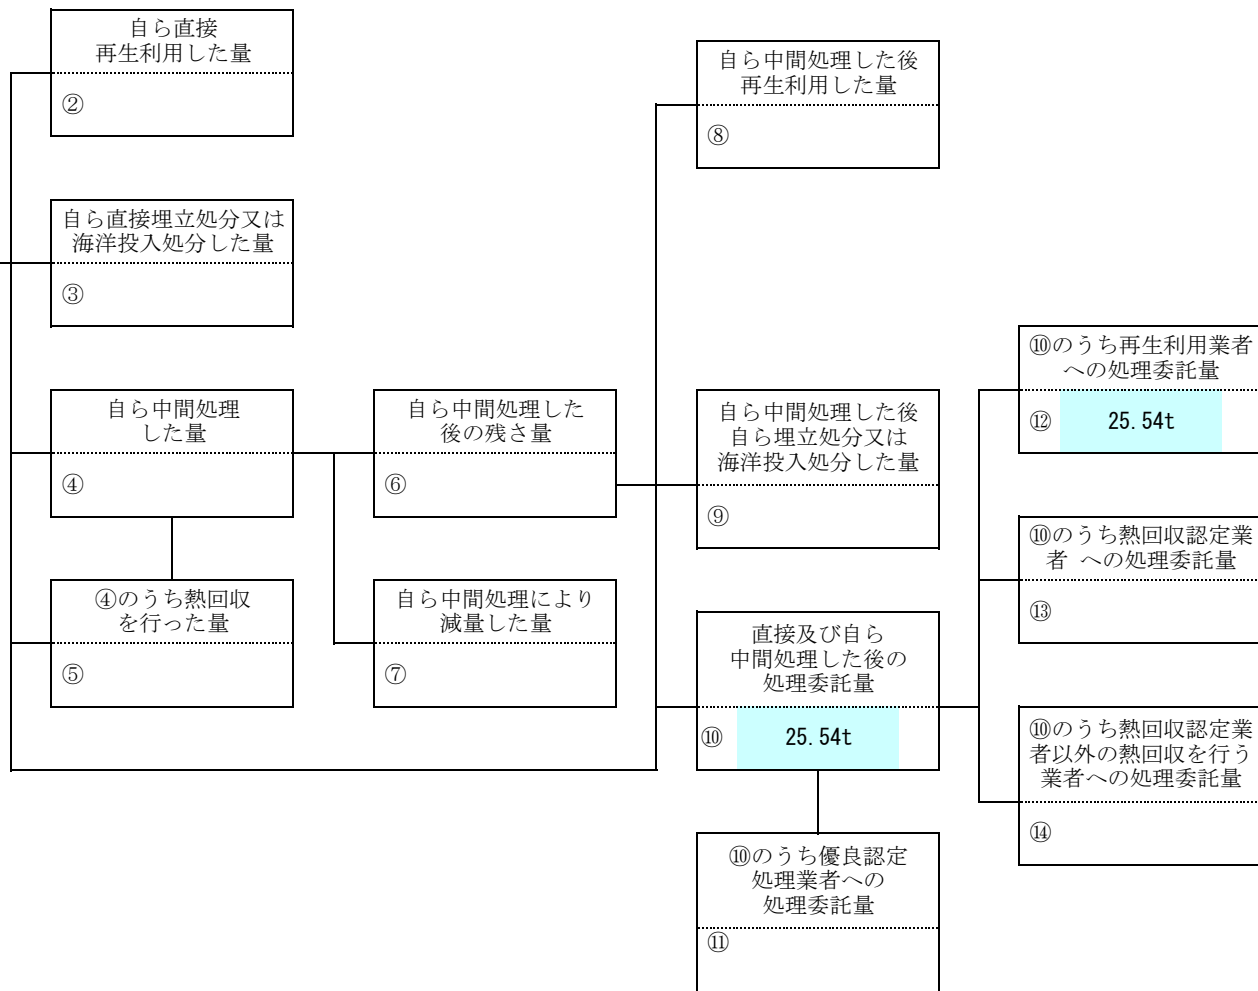 自ら直接
再生利用した量
②
自ら直接埋立処分又は
海洋投入処分した量
③
自ら中間処理
した量
④
④のうち熱回収
を行った量
⑤
自ら中間処理した
後の残さ量
⑥
自ら中間処理により
減量した量
⑦
自ら中間処理した後
再生利用した量
⑧
自ら中間処理した後
自ら埋立処分又は
海洋投入処分した量
⑨
直接及び自ら
中間処理した後の
処理委託量
⑩ 25.54t
⑩のうち優良認定
処理業者への
処理委託量
⑪
⑩のうち再生利用業者
への処理委託量
⑫ 25.54t
⑩のうち熱回収認定業
者 への処理委託量
⑬
⑩のうち熱回収認定業
者以外の熱回収を行う
業者への処理委託量
⑭